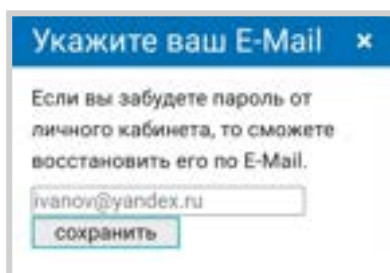 Укажите ваш E-Mail ×
Если вы забудете пароль от
личного кабинета, то сможете
восстановить его по E-Mail.
ivanov@yandex.ru
сохранить